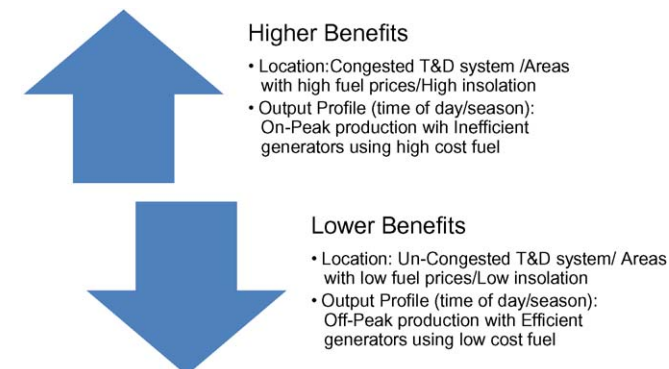 Higher Benefits
• Location:Congested T&D system /Areas
with high fuel prices/High insolation
• Output Profile (time of day/season):
On-Peak production wih Inefficient
generators using high cost fuel
Lower Benefits
• Location: Un-Congested T&D system/ Areas
with low fuel prices/Low insolation
• Output Profile (time of day/season):
Off-Peak production with Efficient
generators using low cost fuel